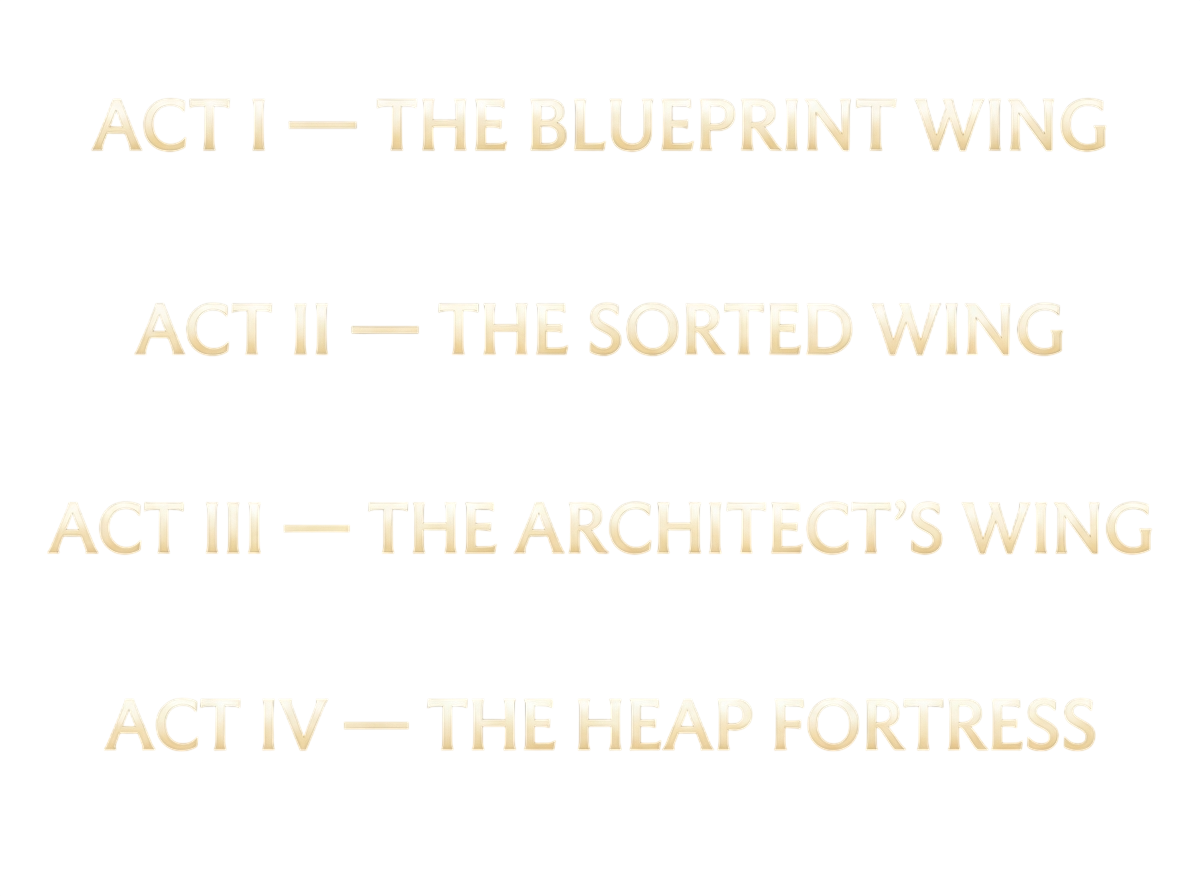 ACT I — THE BLUEPRINT WING
ACT II — THE SORTED WING
ACT III — THE ARCHITECT’S WING
ACT IV — THE HEAP FORTRESS